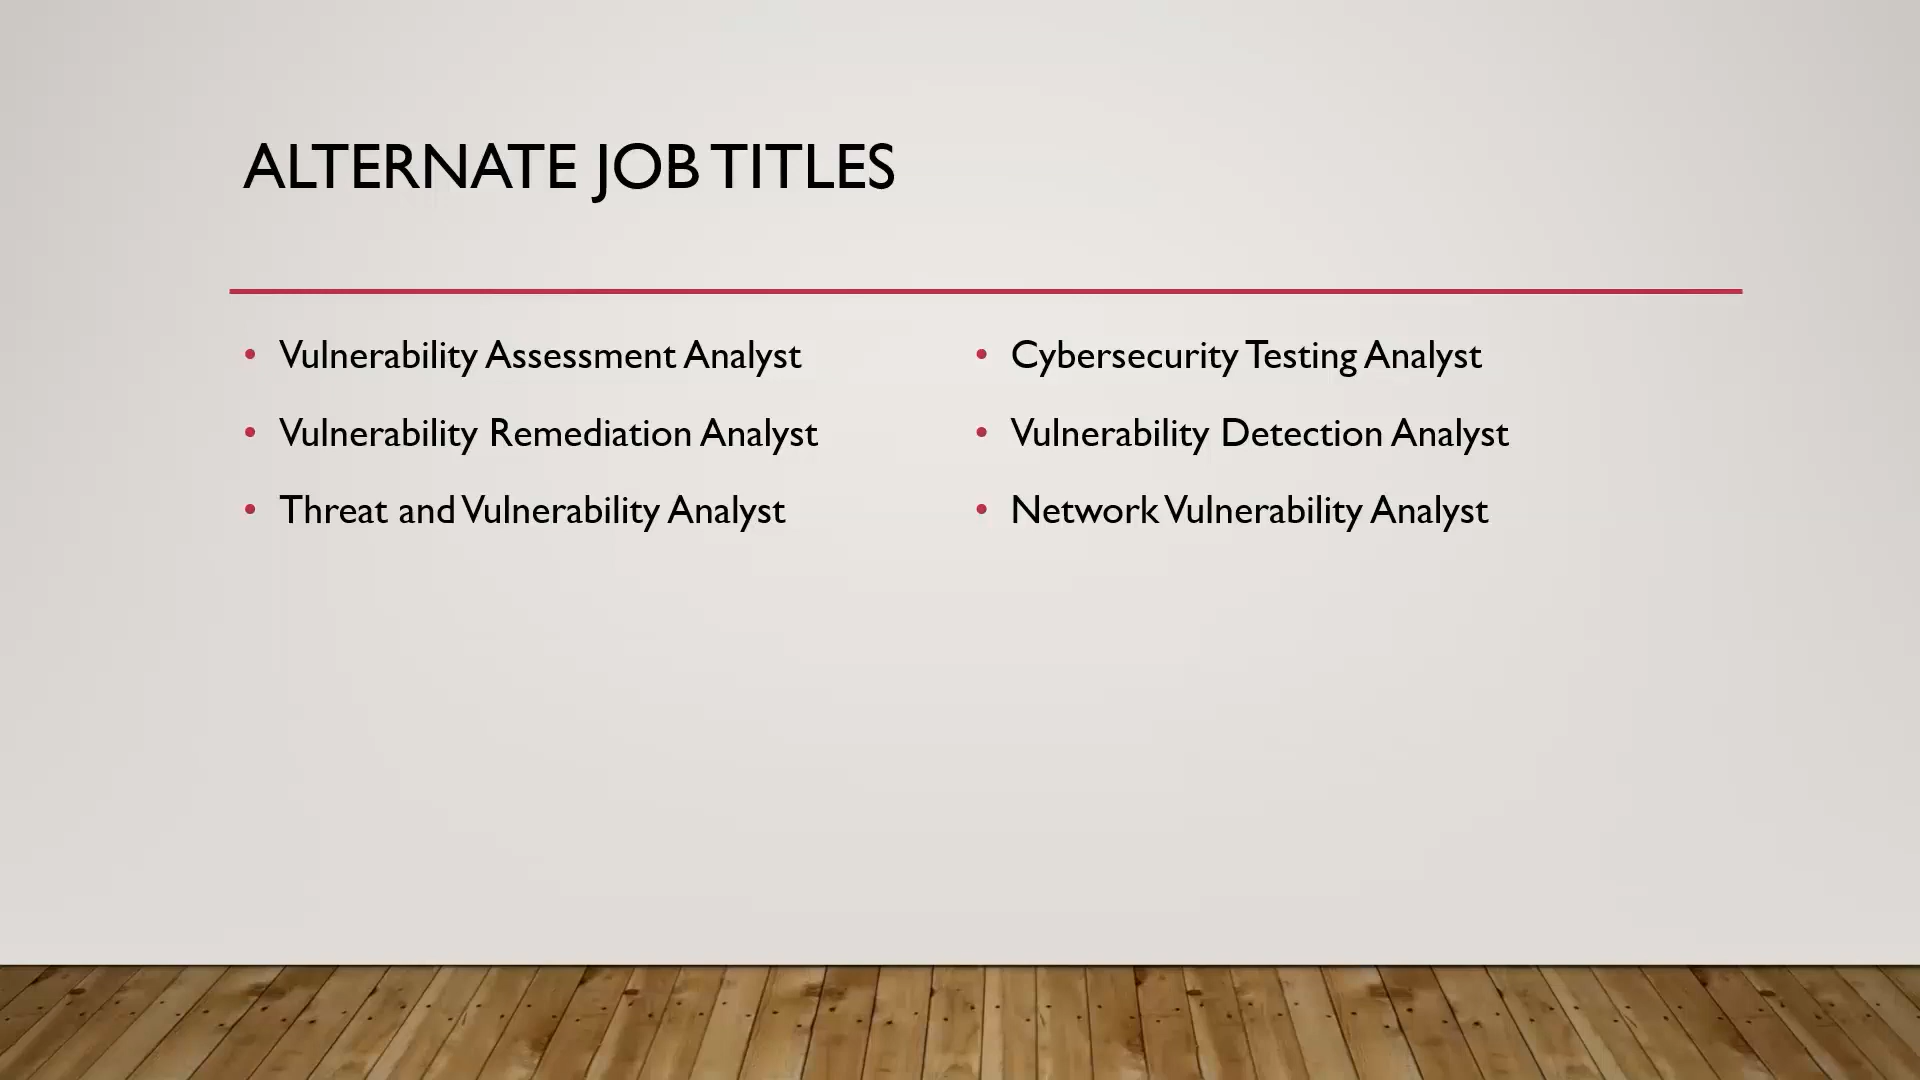 ALTERNATE JOB TITLES
• Vulnerability Assessment Analyst
• Vulnerability Remediation Analyst
• Threat and Vulnerability Analyst
• Cybersecurity Testing Analyst
• Vulnerability Detection Analyst
• Network Vulnerability Analyst